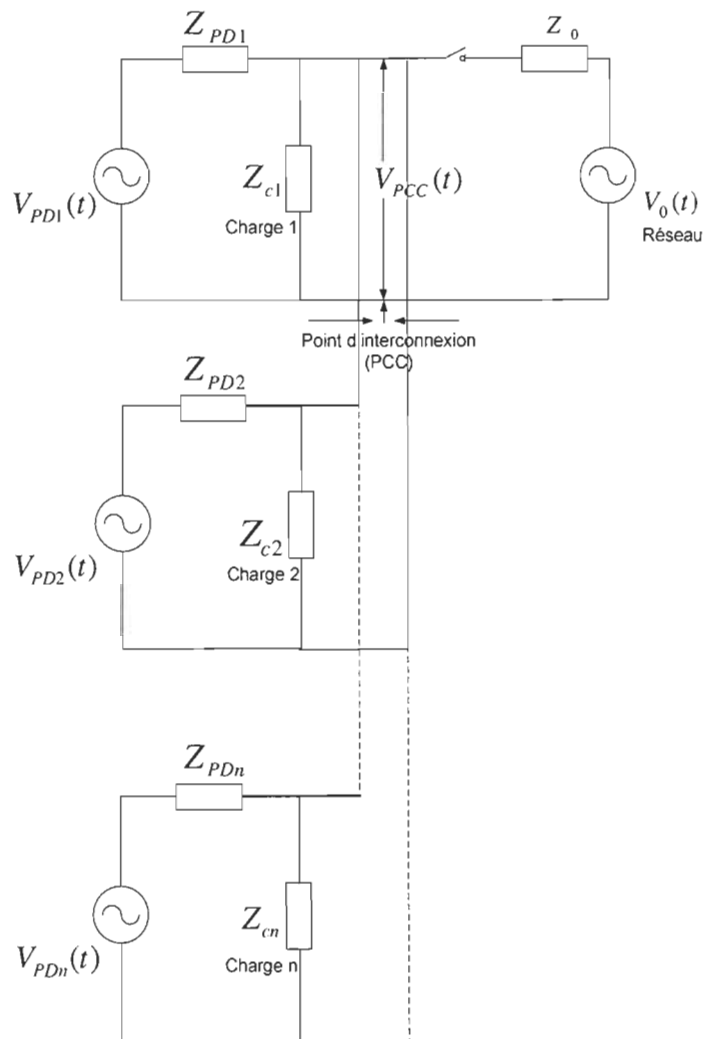 Z_PD1
Z_0
V_PD1(t)
Z_c1
Charge 1
V_PCC(t)
V_0(t)
Réseau
Point d interconnexion
(PCC)
Z_PD2
V_PD2(t)
Z_c2
Charge 2
Z_PDn
V_PDn(t)
Z_cn
Charge n